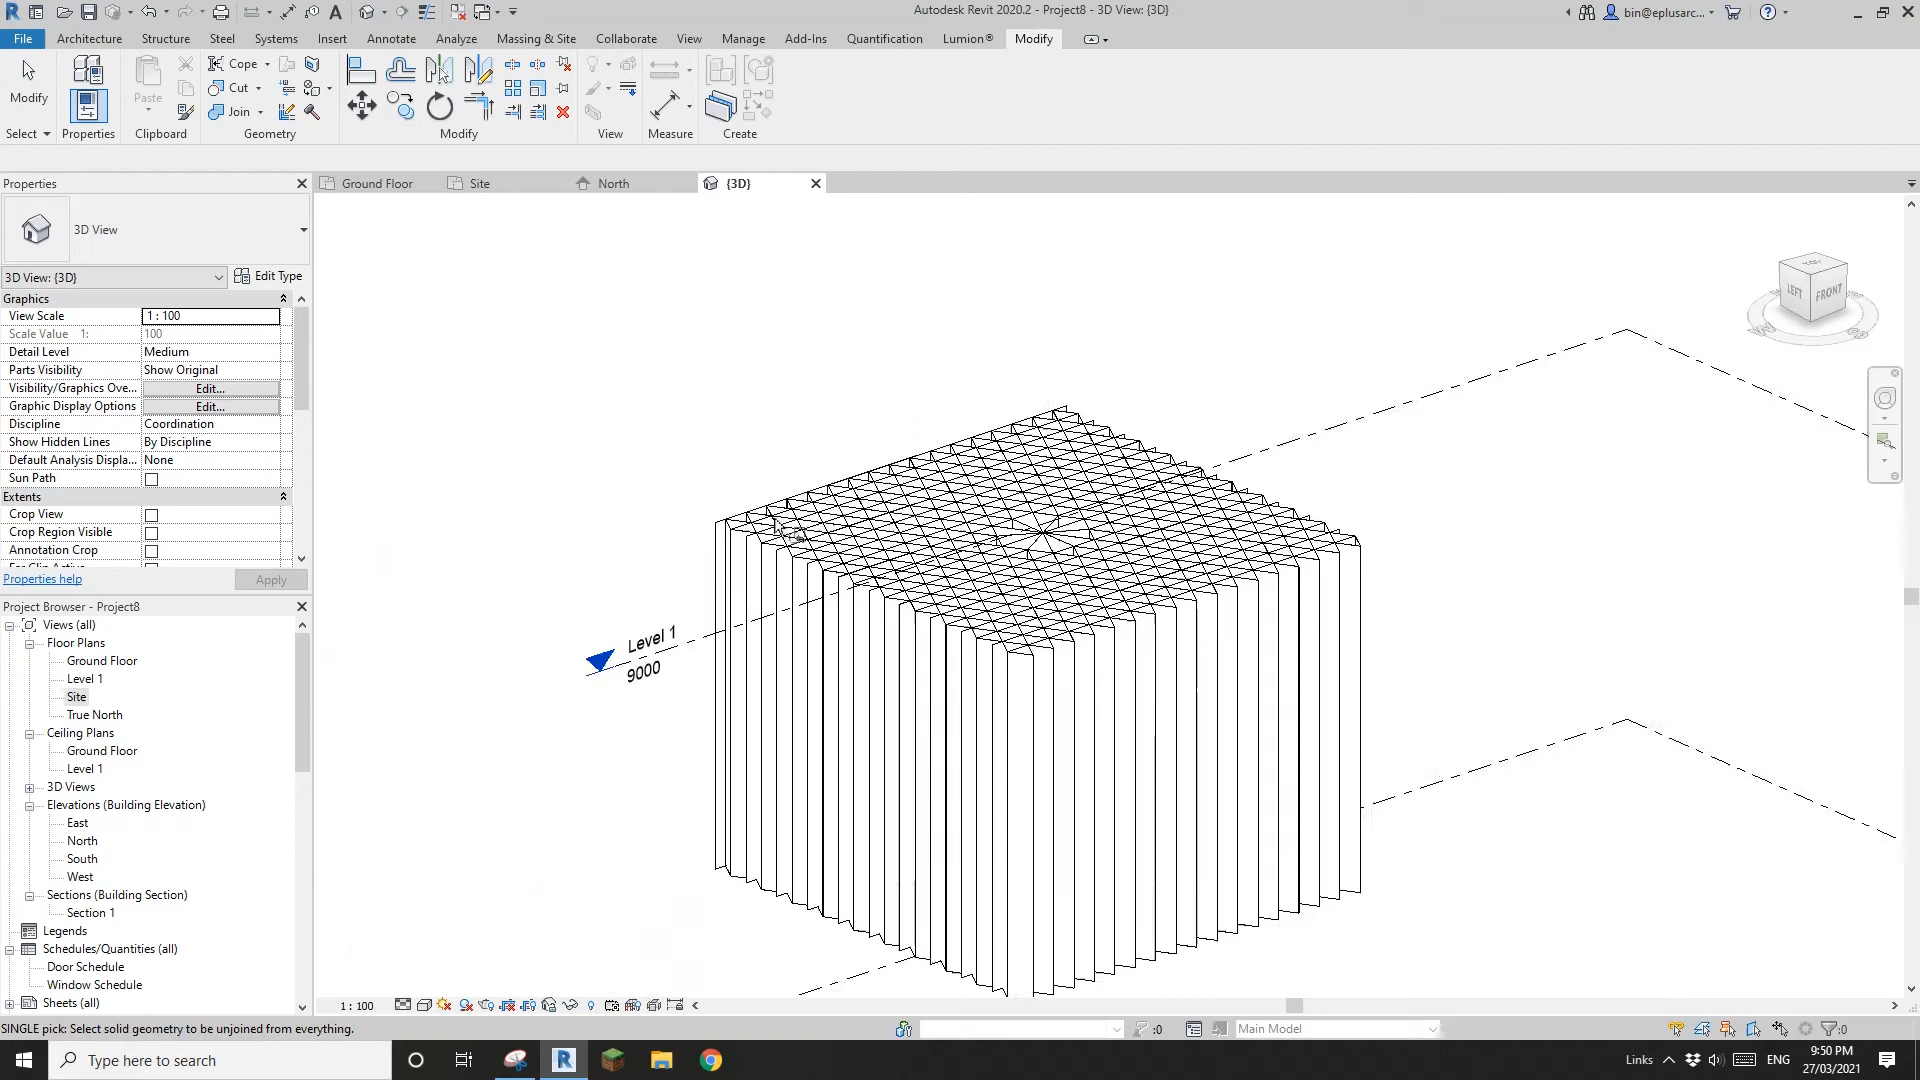 Autodesk Revit 2020.2 - Project8 - 3D View: {3D}
bin@eplusarc...
File
Architecture
Structure
Steel
Systems
Insert
Annotate
Analyze
Massing & Site
Collaborate
View
Manage
Add-Ins
Quantification
Lumion®
Modify
Modify
Paste
Cope
Cut
Join
Select
Properties
Clipboard
Geometry
Modify
View
Measure
Create
Properties
Ground Floor
Site
North
{3D}
3D View
3D View: {3D}
Edit Type
Graphics
View Scale
1 : 100
Scale Value 1:
100
Detail Level
Medium
Parts Visibility
Show Original
Visibility/Graphics Ove...
Edit...
Graphic Display Options
Edit...
Discipline
Coordination
Show Hidden Lines
By Discipline
Default Analysis Displa...
None
Sun Path
Extents
Crop View
Crop Region Visible
Annotation Crop
Properties help
Apply
Project Browser - Project8
Views (all)
Floor Plans
Ground Floor
Level 1
Site
True North
Ceiling Plans
Ground Floor
Level 1
3D Views
Elevations (Building Elevation)
East
North
South
West
Sections (Building Section)
Section 1
Legends
Schedules/Quantities (all)
Door Schedule
Window Schedule
Sheets (all)
TOP
LEFT
FRONT
Level 1
9000
1 : 100
SINGLE pick: Select solid geometry to be unjoined from everything.
:0
Main Model
:0
Type here to search
Links
ENG
9:50 PM
27/03/2021